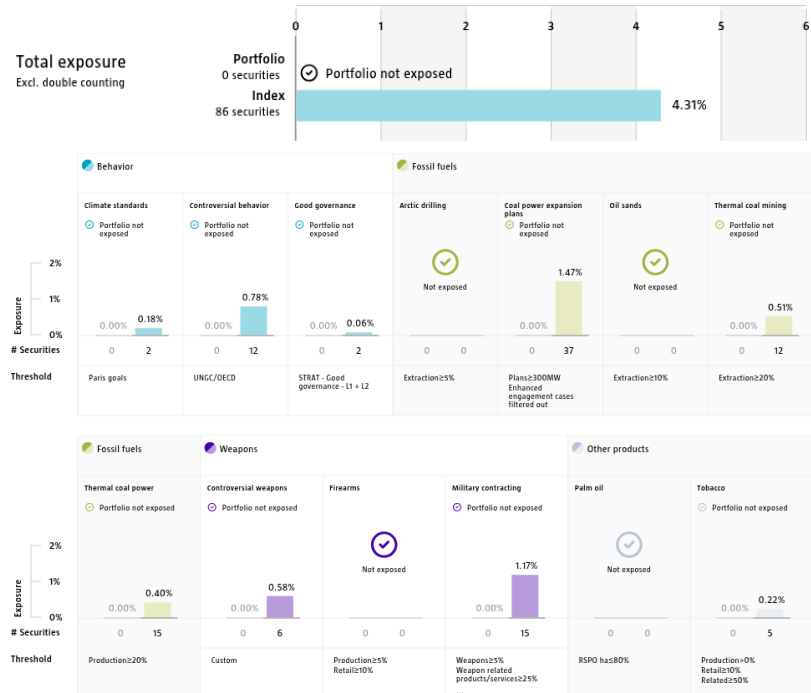 0 1 2 3 4 5 6
Total exposure
Excl. double counting
Portfolio
0 securities
Portfolio not exposed
Index
86 securities
4.31%
Behavior
Fossil fuels
Climate standards
Portfolio not
exposed
Controversial behavior
Portfolio not
exposed
Good governance
Portfolio not
exposed
Arctic drilling
Not exposed
Coal power expansion
plans
Portfolio not
exposed
Oil sands
Not exposed
Thermal coal mining
Portfolio not
exposed
Exposure
2%
1%
0%
0.00% 0.18%
0.00% 0.78%
0.00% 0.06%
0.00% 1.47%
0.00% 0.51%
# Securities 0 2 0 12 0 2 0 0 0 37 0 0 0 12
Threshold
Paris goals
UNGC/OECD
STRAT - Good
governance - L1 + L2
Extraction≥5%
Plans≥300MW
Enhanced
engagement cases
filtered out
Extraction≥10%
Extraction≥20%
Fossil fuels
Weapons
Other products
Thermal coal power
Portfolio not exposed
Controversial weapons
Portfolio not exposed
Firearms
Not exposed
Military contracting
Portfolio not exposed
Palm oil
Not exposed
Tobacco
Portfolio not exposed
Exposure
2%
1%
0%
0.00% 0.40%
0.00% 0.58%
0.00% 1.17%
0.00% 0.22%
# Securities 0 15 0 6 0 0 0 15 0 0 0 5
Threshold
Production≥20%
Custom
Production≥5%
Retail≥10%
Weapons≥5%
Weapon related
products/services≥25%
RSPO ha≤80%
Production>0%
Retail≥10%
Related≥50%